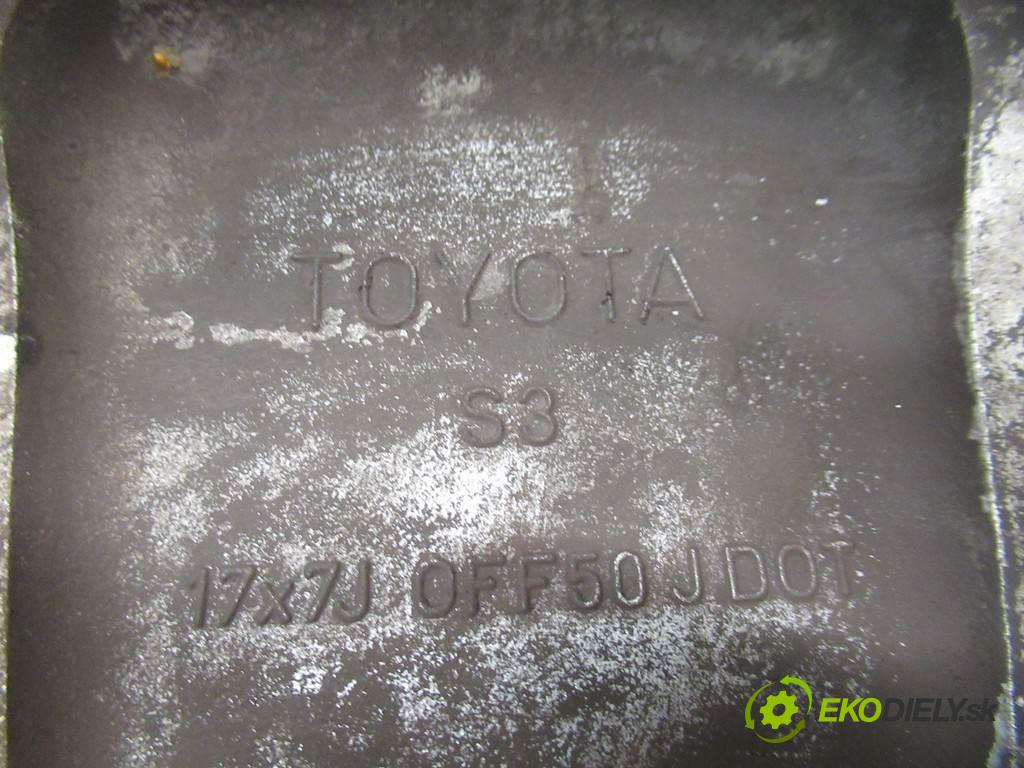 TOYOTA
S3
17x7J OFF50 J DOT
EKODIELY.sk